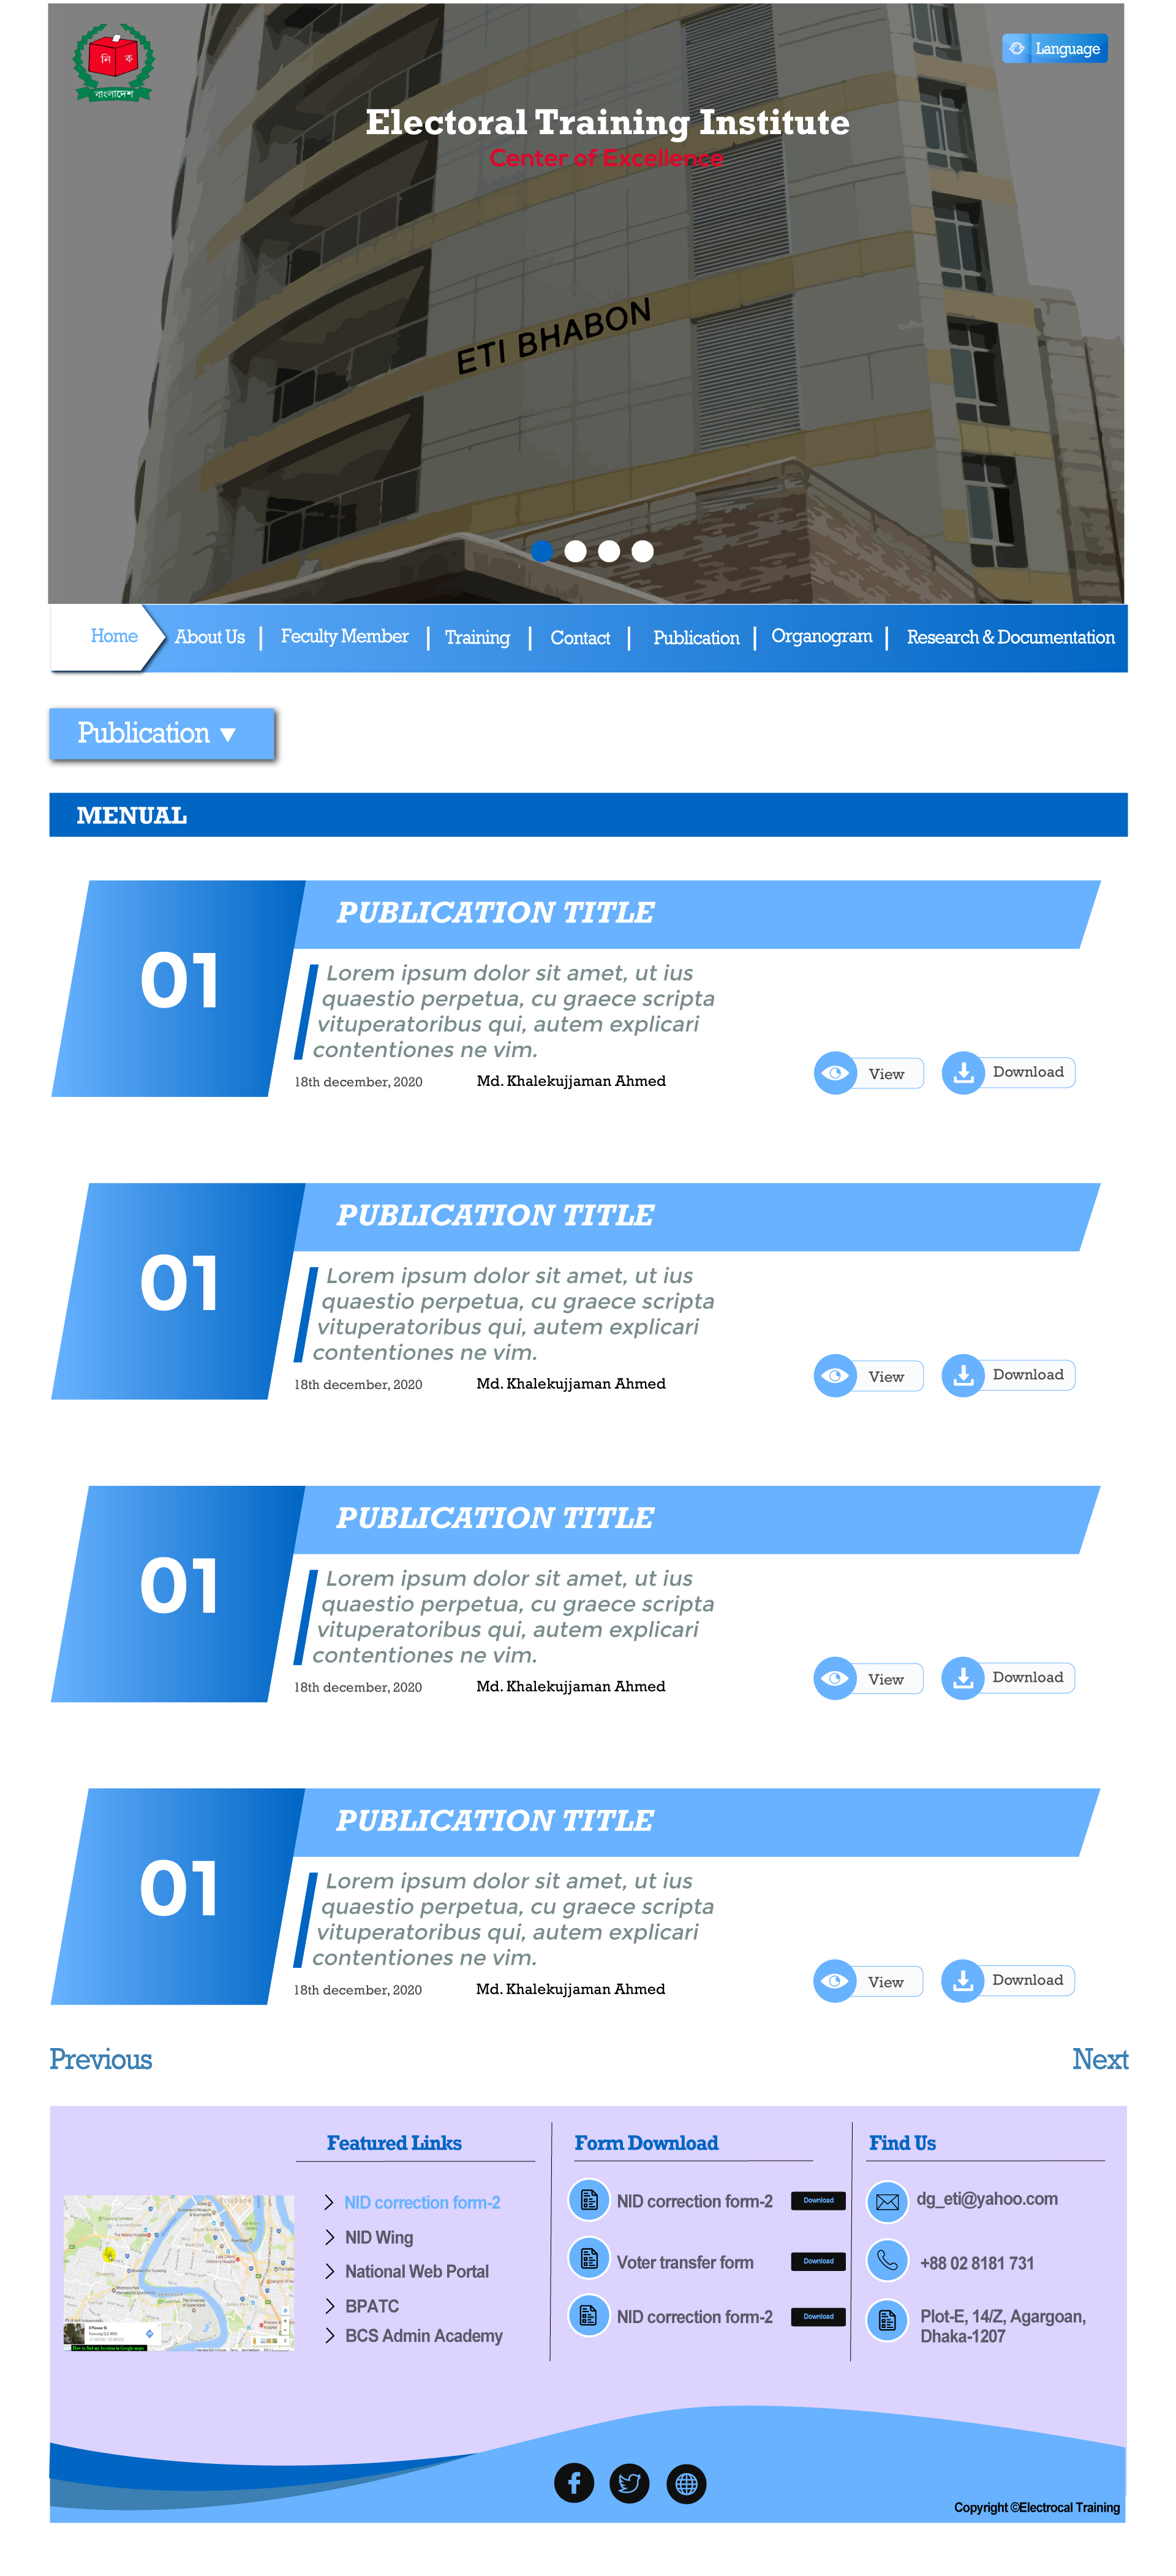 নি ক
বাংলাদেশ
Language
Electoral Training Institute
Center of Excellence
ETI BHABON
Home
About Us
Feculty Member
Training
Contact
Publication
Organogram
Research & Documentation
Publication
MENUAL
01
PUBLICATION TITLE
Lorem ipsum dolor sit amet, ut ius
quaestio perpetua, cu graece scripta
vituperatoribus qui, autem explicari
contentiones ne vim.
18th december, 2020
Md. Khalekujjaman Ahmed
View
Download
01
PUBLICATION TITLE
Lorem ipsum dolor sit amet, ut ius
quaestio perpetua, cu graece scripta
vituperatoribus qui, autem explicari
contentiones ne vim.
18th december, 2020
Md. Khalekujjaman Ahmed
View
Download
01
PUBLICATION TITLE
Lorem ipsum dolor sit amet, ut ius
quaestio perpetua, cu graece scripta
vituperatoribus qui, autem explicari
contentiones ne vim.
18th december, 2020
Md. Khalekujjaman Ahmed
View
Download
01
PUBLICATION TITLE
Lorem ipsum dolor sit amet, ut ius
quaestio perpetua, cu graece scripta
vituperatoribus qui, autem explicari
contentiones ne vim.
18th december, 2020
Md. Khalekujjaman Ahmed
View
Download
Previous
Next
Featured Links
NID correction form-2
NID Wing
National Web Portal
BPATC
BCS Admin Academy
Form Download
NID correction form-2
Download
Voter transfer form
Download
NID correction form-2
Download
Find Us
dg_eti@yahoo.com
+88 02 8181 731
Plot-E, 14/Z, Agargoan,
Dhaka-1207
Copyright ©Electrocal Training